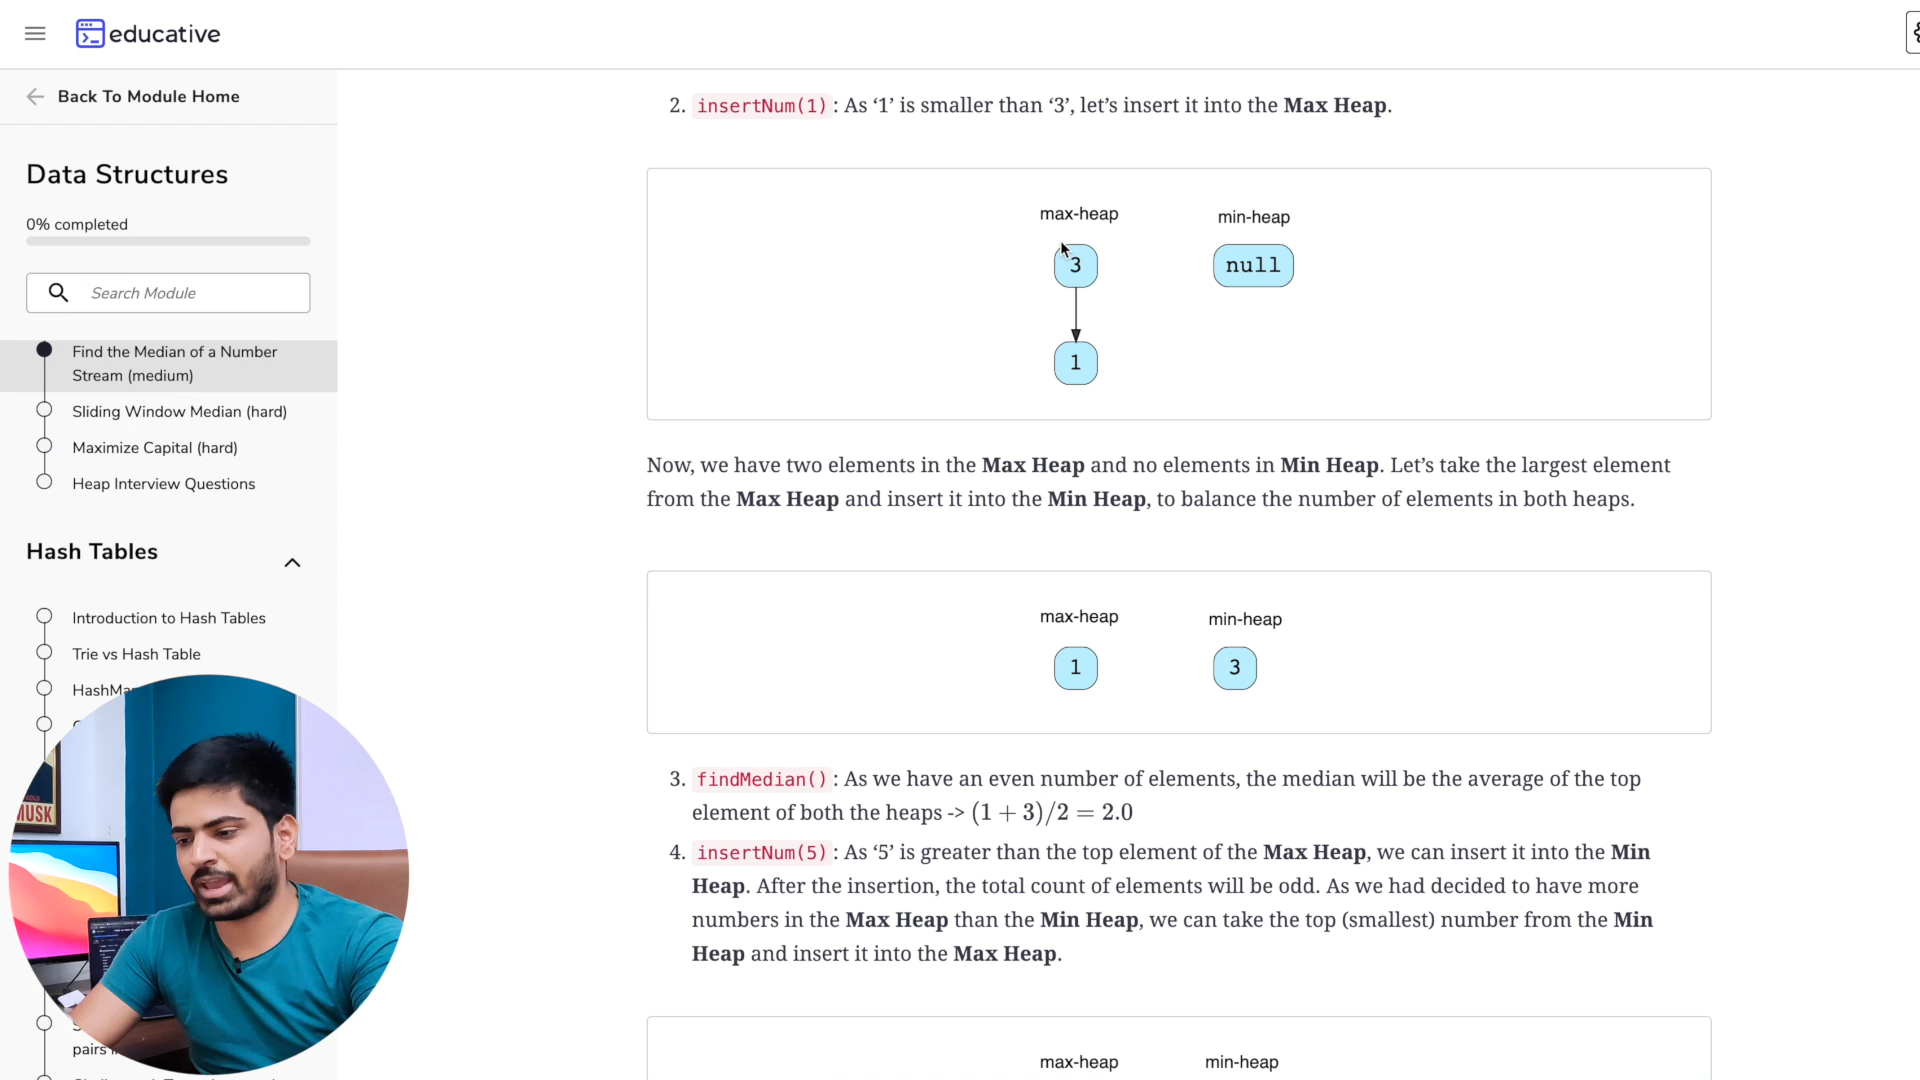 educative
Back To Module Home
Data Structures
0% completed
Search Module
Find the Median of a Number
Stream (medium)
Sliding Window Median (hard)
Maximize Capital (hard)
Heap Interview Questions
Hash Tables
Introduction to Hash Tables
Trie vs Hash Table
pairs
MUSK
2. insertNum(1): As ‘1’ is smaller than ‘3’, let’s insert it into the Max Heap.
max-heap min-heap
3 null
1
Now, we have two elements in the Max Heap and no elements in Min Heap. Let’s take the largest element
from the Max Heap and insert it into the Min Heap, to balance the number of elements in both heaps.
max-heap min-heap
1 3
3. findMedian(): As we have an even number of elements, the median will be the average of the top
element of both the heaps -> (1 + 3)/2 = 2.0
4. insertNum(5): As ‘5’ is greater than the top element of the Max Heap, we can insert it into the Min
Heap. After the insertion, the total count of elements will be odd. As we had decided to have more
numbers in the Max Heap than the Min Heap, we can take the top (smallest) number from the Min
Heap and insert it into the Max Heap.
max-heap min-heap